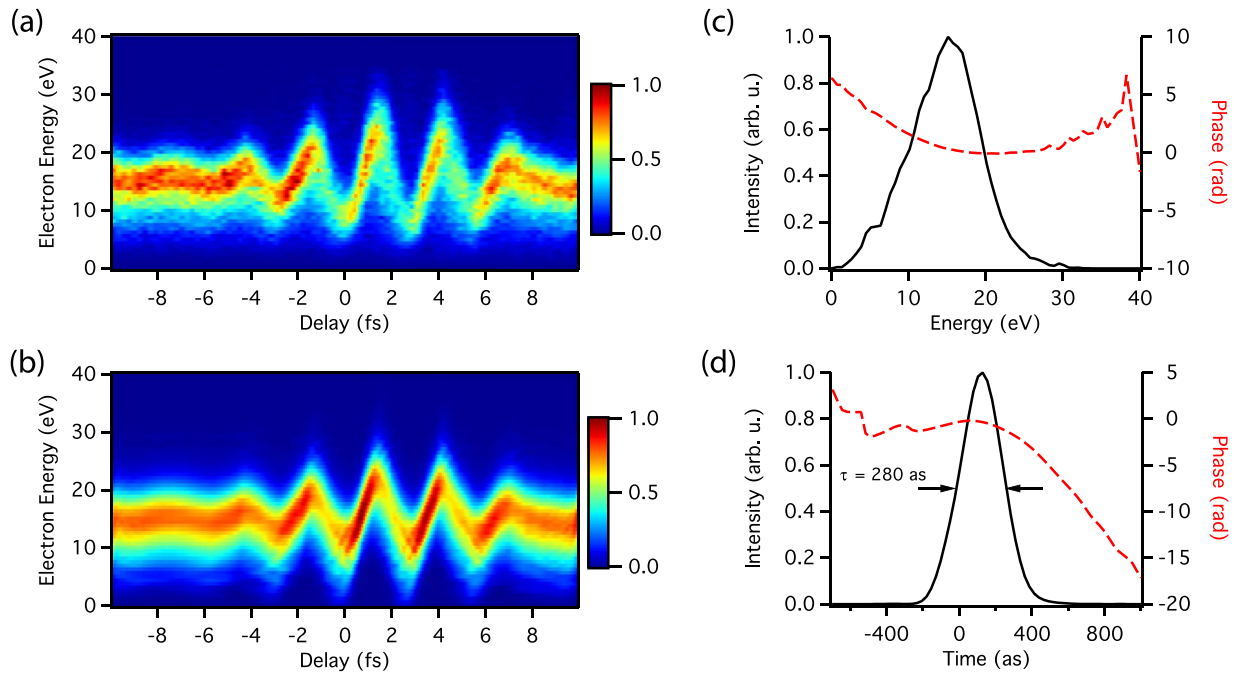 (a)
40
30
20
10
0
Electron Energy (eV)
-8 -6 -4 -2 0 2 4 6 8
Delay (fs)
1.0
0.5
0.0
(b)
40
30
20
10
0
Electron Energy (eV)
-8 -6 -4 -2 0 2 4 6 8
Delay (fs)
1.0
0.5
0.0
(c)
1.0
0.8
0.6
0.4
0.2
0.0
Intensity (arb. u.)
10
5
0
-5
-10
Phase (rad)
0 10 20 30 40
Energy (eV)
(d)
1.0
0.8
0.6
0.4
0.2
0.0
Intensity (arb. u.)
τ = 280 as
5
0
-5
-10
-15
-20
Phase (rad)
-400 0 400 800
Time (as)